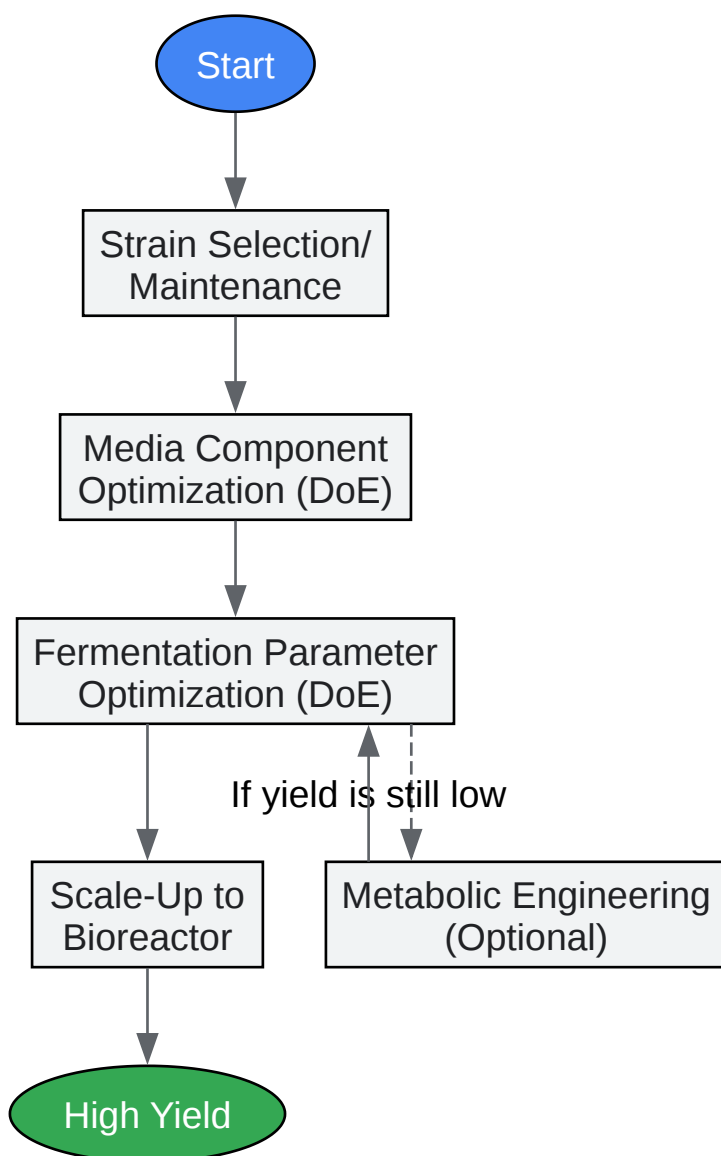 Start
Strain Selection/
Maintenance
Media Component
Optimization (DoE)
Fermentation Parameter
Optimization (DoE)
If yield is still low
Scale-Up to
Bioreactor
Metabolic Engineering
(Optional)
High Yield